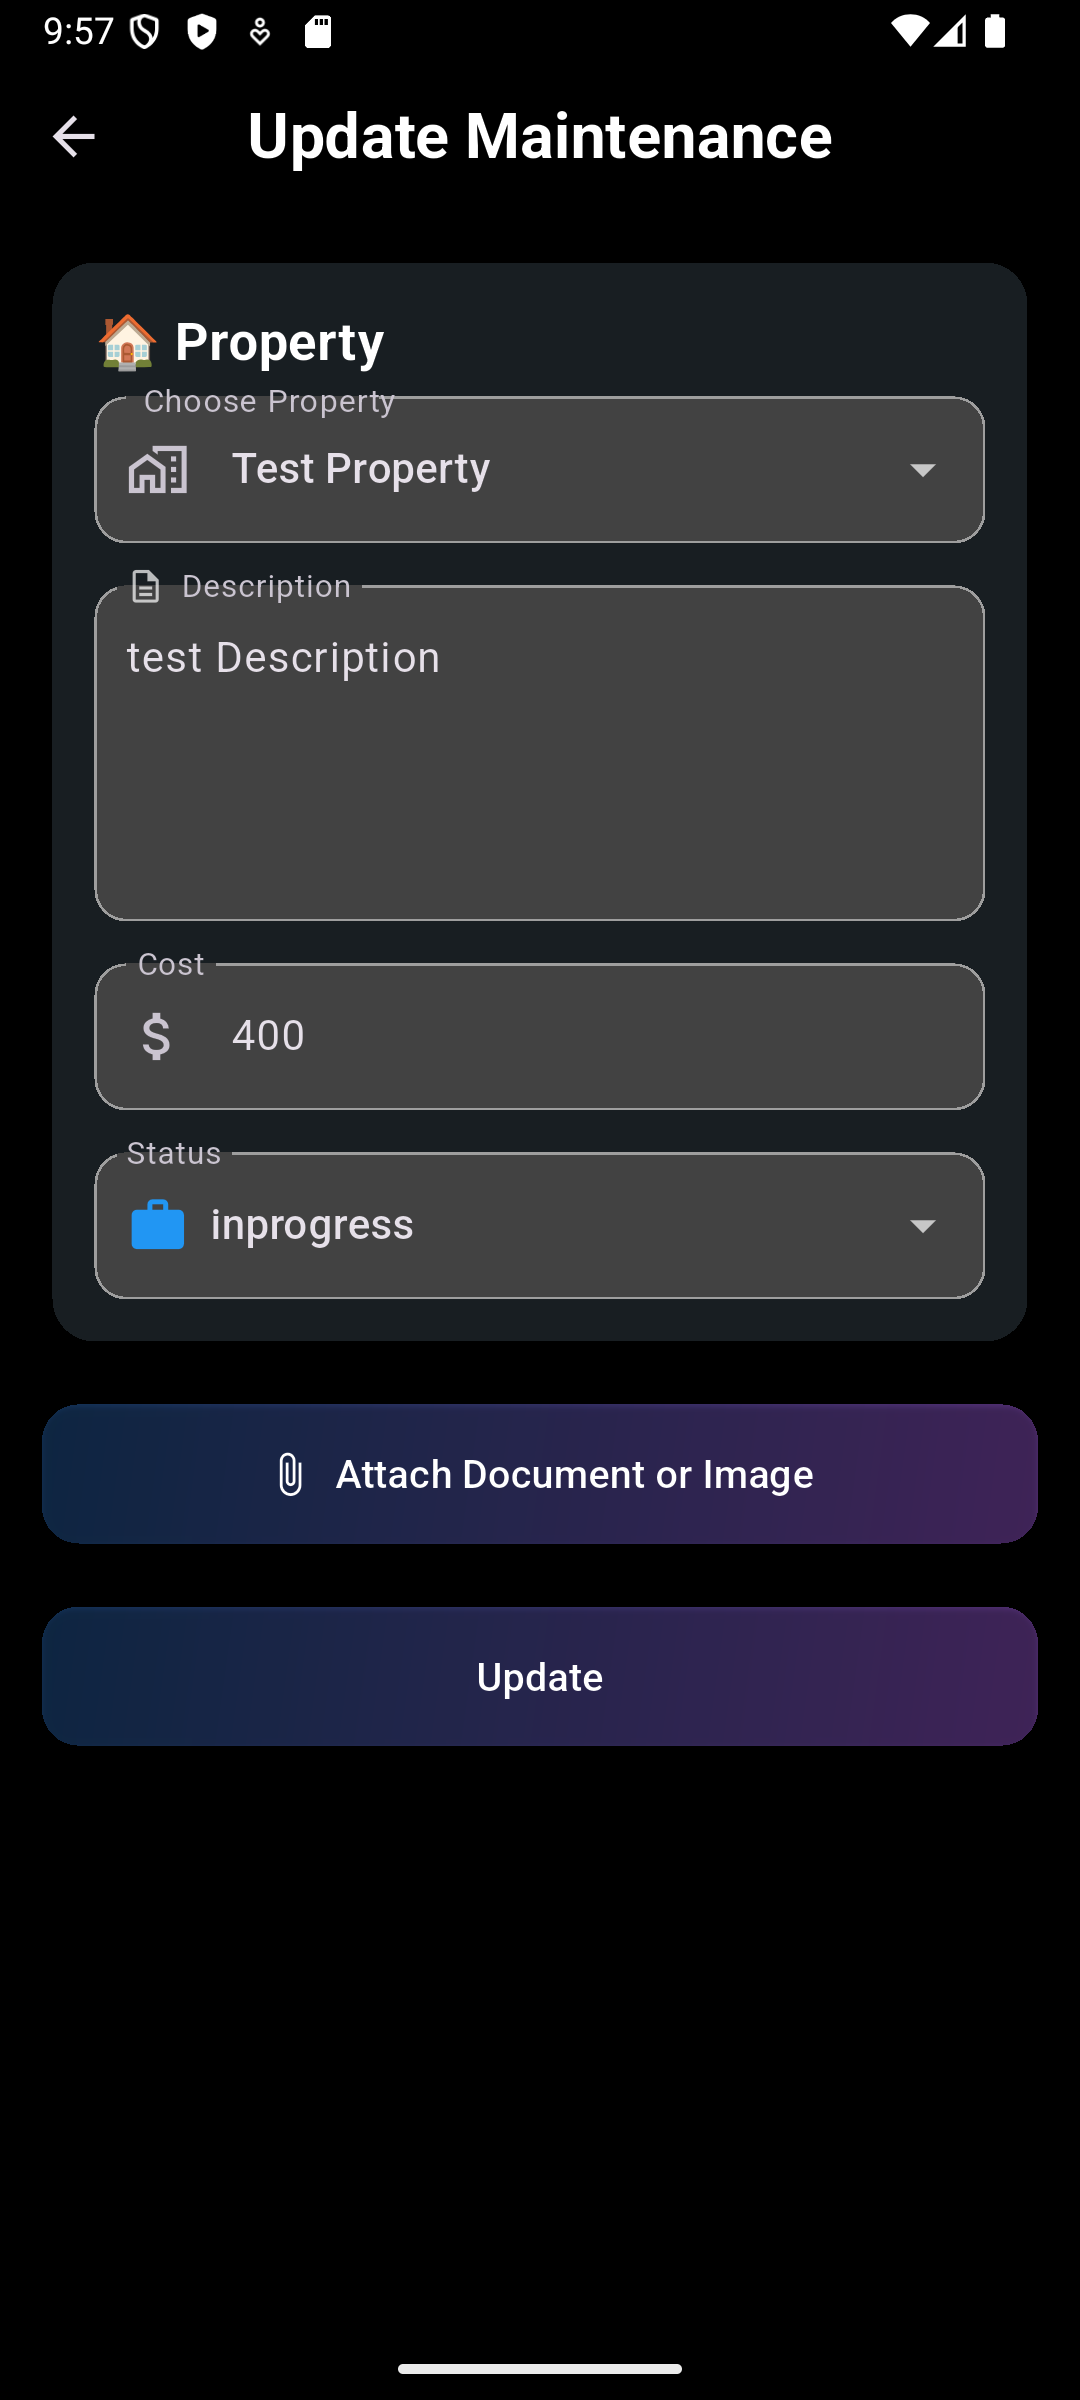 9:57
Update Maintenance
Property
Choose Property
Test Property
Description
test Description
Cost
$ 400
Status
inprogress
Attach Document or Image
Update